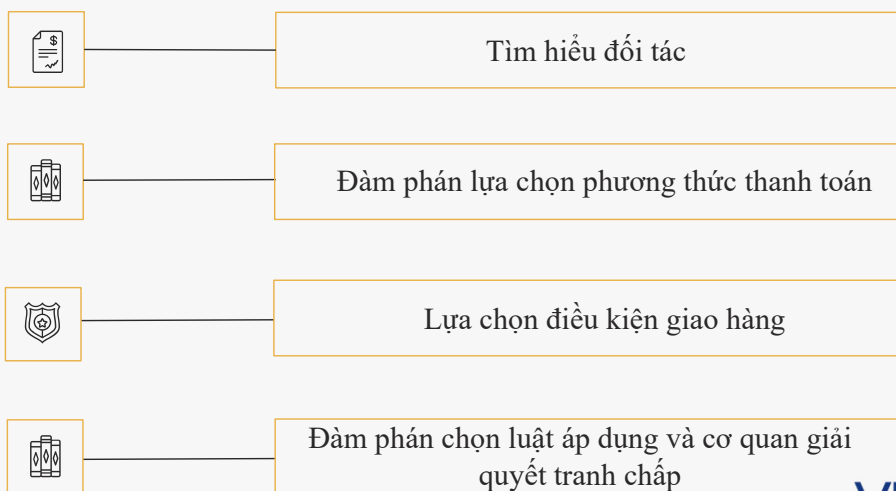 Tìm hiểu đối tác
Đàm phán lựa chọn phương thức thanh toán
Lựa chọn điều kiện giao hàng
Đàm phán chọn luật áp dụng và cơ quan giải
quyết tranh chấp